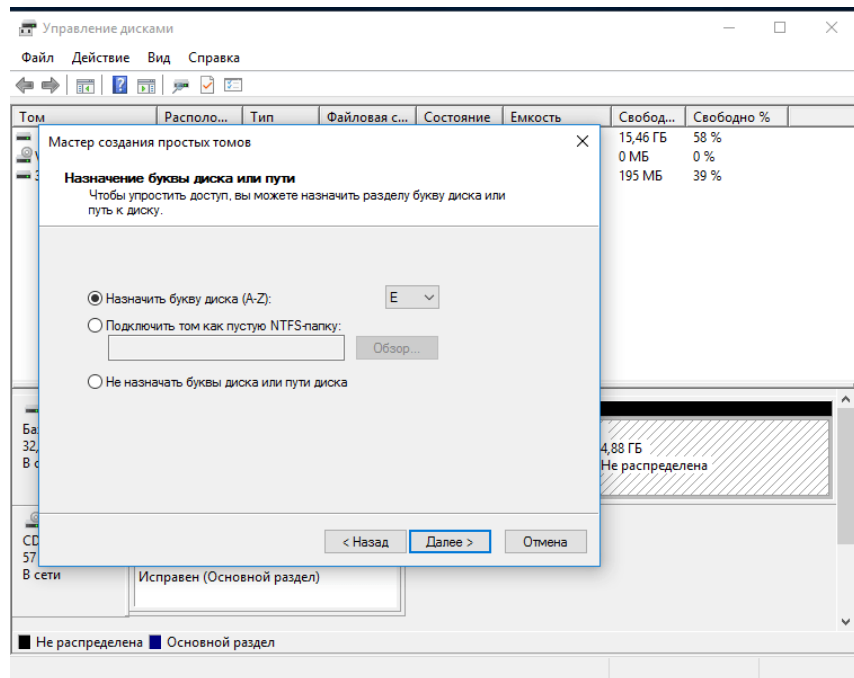 Управление дисками
Файл Действие Вид Справка
Том Располо... Тип Файловая с... Состояние Емкость Свобод... Свободно %
15,46 ГБ 58 %
0 МБ 0 %
195 МБ 39 %
Мастер создания простых томов
Назначение буквы диска или пути
Чтобы упростить доступ, вы можете назначить разделу букву диска или
путь к диску.
Назначить букву диска (A-Z): E
Подключить том как пустую NTFS-папку:
Обзор...
Не назначать буквы диска или пути диска
< Назад Далее > Отмена
Ба
32,
В с
4,88 ГБ
Не распределена
CD
57
В сети
Исправен (Основной раздел)
Не распределена Основной раздел